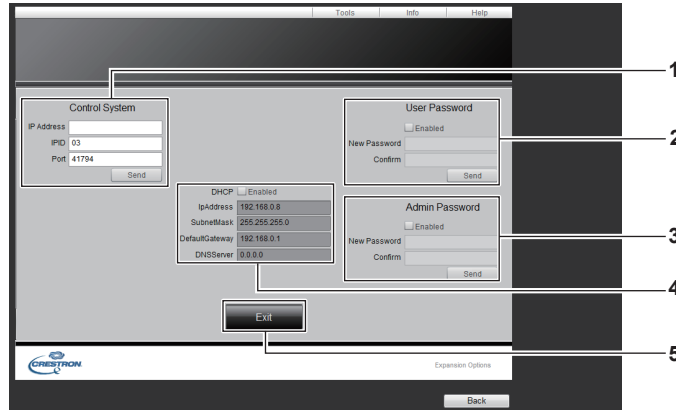 Tools Info Help
1
Control System
IP Address
IPID 03
Port 41794
Send
User Password
Enabled
New Password
Confirm
Send
2
DHCP Enabled
IpAddress 192.168.0.8
SubnetMask 255.255.255.0
DefaultGateway 192.168.0.1
DNSServer 0.0.0.0
Admin Password
Enabled
New Password
Confirm
Send
3
4
Exit
5
CRESTRON
Expansion Options
Back